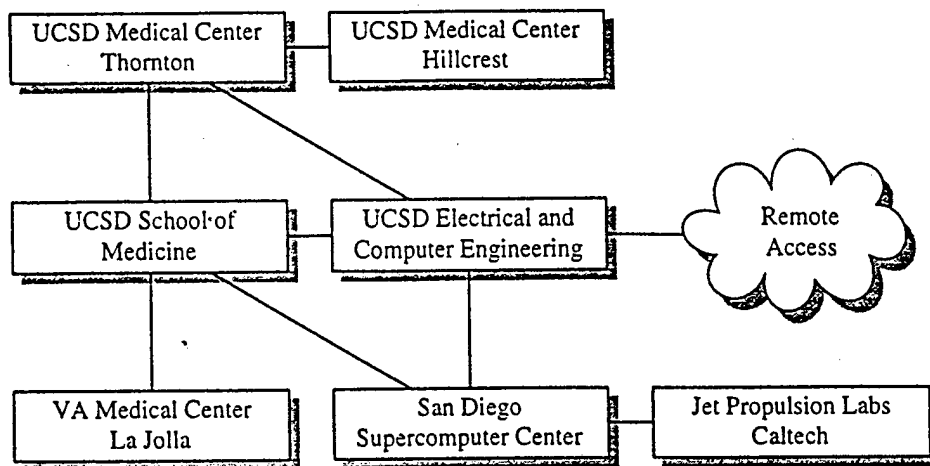 UCSD Medical Center
Thornton
UCSD Medical Center
Hillcrest
UCSD School of
Medicine
UCSD Electrical and
Computer Engineering
Remote
Access
VA Medical Center
La Jolla
San Diego
Supercomputer Center
Jet Propulsion Labs
Caltech